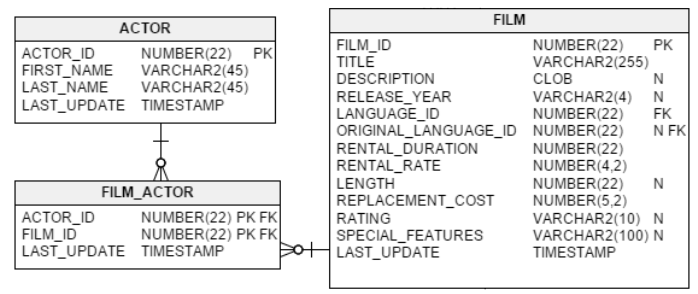 ACTOR
ACTOR_ID NUMBER(22) PK
FIRST_NAME VARCHAR2(45)
LAST_NAME VARCHAR2(45)
LAST_UPDATE TIMESTAMP
FILM_ACTOR
ACTOR_ID NUMBER(22) PK FK
FILM_ID NUMBER(22) PK FK
LAST_UPDATE TIMESTAMP
FILM
FILM_ID NUMBER(22) PK
TITLE VARCHAR2(255)
DESCRIPTION CLOB N
RELEASE_YEAR VARCHAR2(4) N
LANGUAGE_ID NUMBER(22) FK
ORIGINAL_LANGUAGE_ID NUMBER(22) N FK
RENTAL_DURATION NUMBER(22)
RENTAL_RATE NUMBER(4,2)
LENGTH NUMBER(22) N
REPLACEMENT_COST NUMBER(5,2)
RATING VARCHAR2(10) N
SPECIAL_FEATURES VARCHAR2(100) N
LAST_UPDATE TIMESTAMP